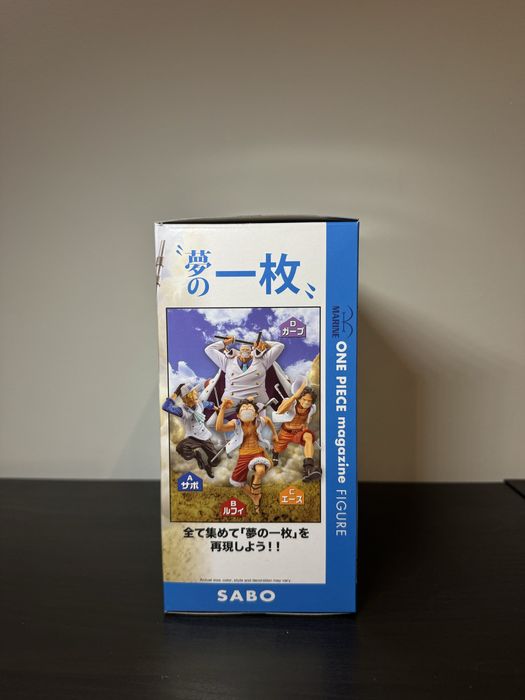 〝夢の一枚〟
D
ガープ
A
サボ
B
ルフィ
C
エース
全て集めて「夢の一枚」を
再現しよう！！
Actual size, color, style and decoration may vary.
SABO
MARINE
ONE PIECE magazine FIGURE